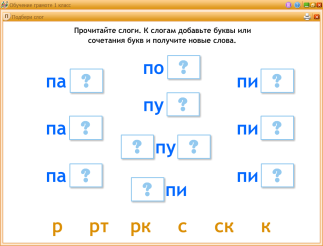 Обучение грамоте 1 класс
Подбери слог
Прочитайте слоги. К слогам добавьте буквы или
сочетания букв и получите новые слова.
по ?
па ? пи ?
пу ?
па ? пи ?
? пу ?
па ? пи ?
? пи
р рт рк с ск к